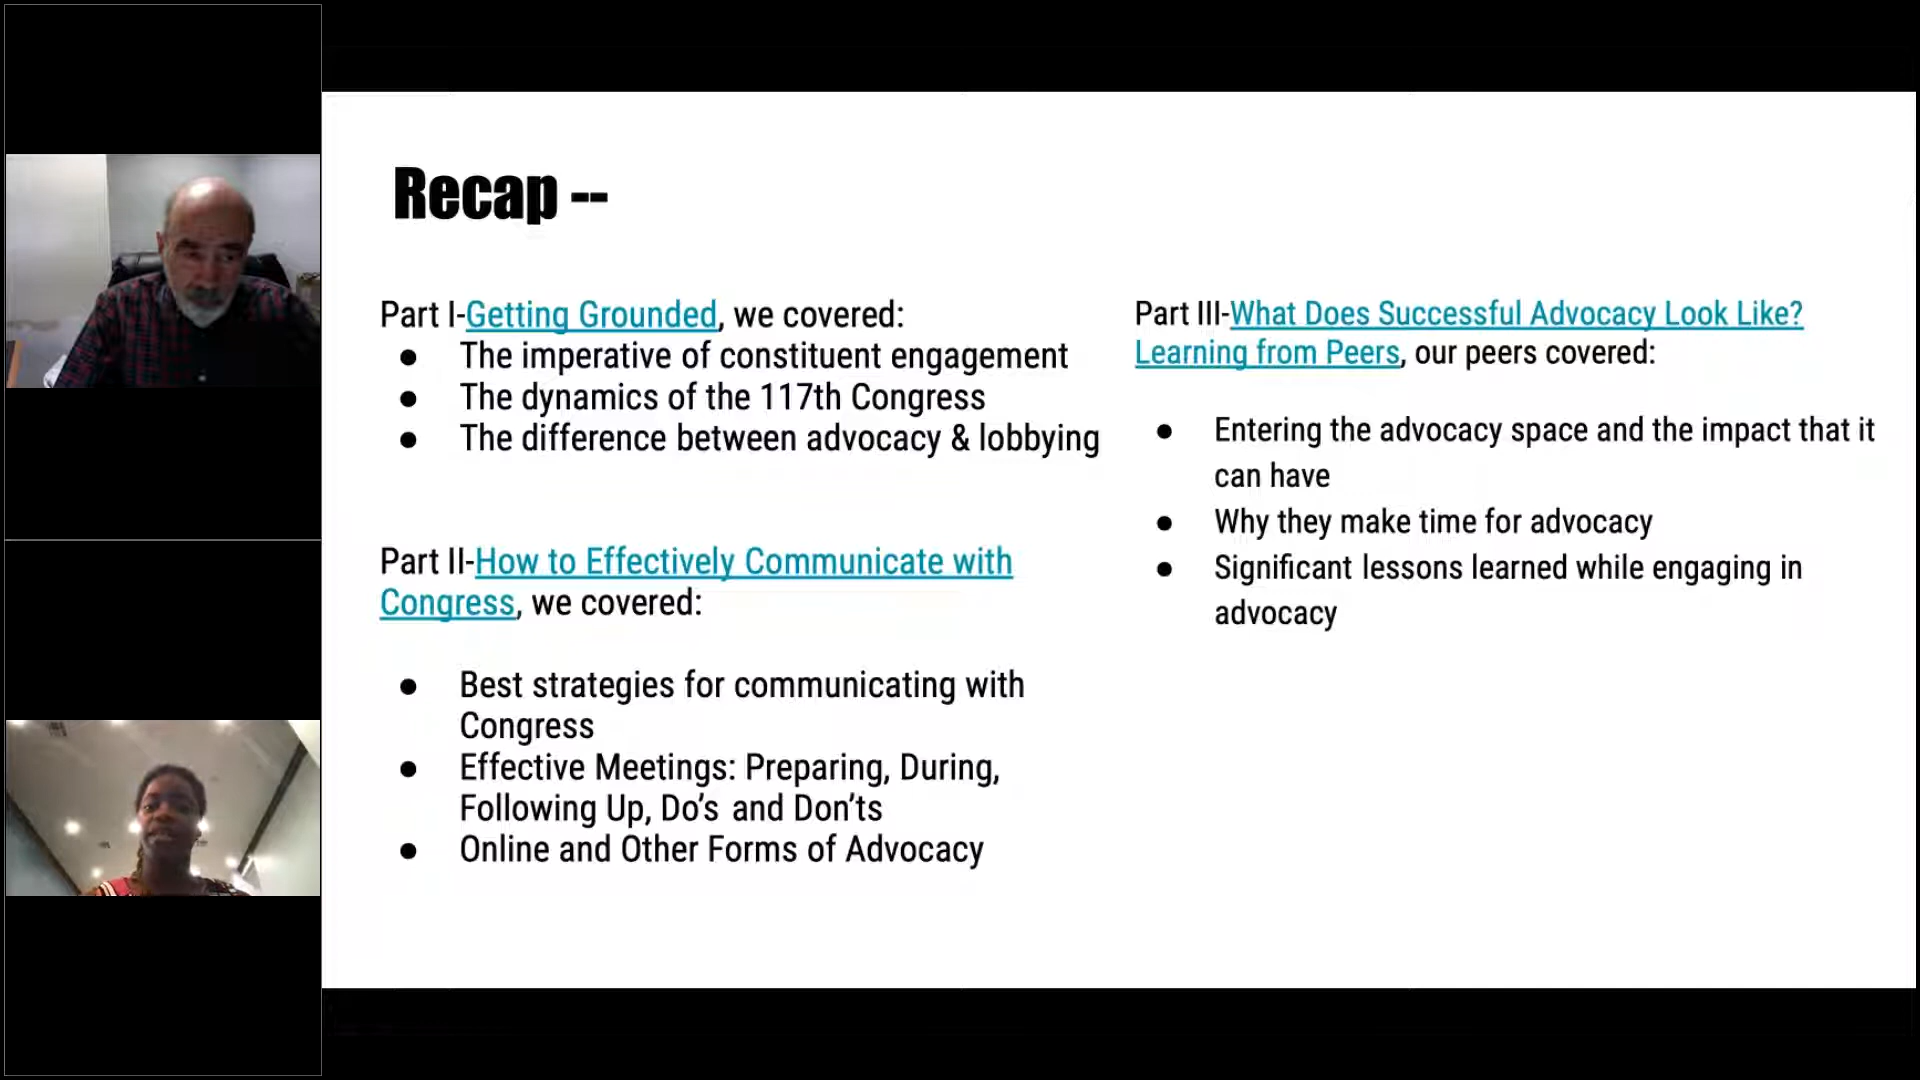 Recap --
Part I-Getting Grounded, we covered:
● The imperative of constituent engagement
● The dynamics of the 117th Congress
● The difference between advocacy & lobbying
Part II-How to Effectively Communicate with
Congress, we covered:
● Best strategies for communicating with
Congress
● Effective Meetings: Preparing, During,
Following Up, Do’s and Don’ts
● Online and Other Forms of Advocacy
Part III-What Does Successful Advocacy Look Like?
Learning from Peers, our peers covered:
● Entering the advocacy space and the impact that it
can have
● Why they make time for advocacy
● Significant lessons learned while engaging in
advocacy